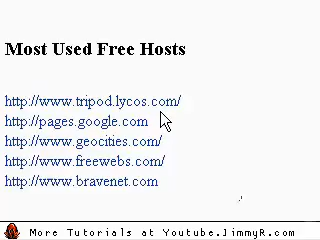 Most Used Free Hosts
http://www.tripod.lycos.com/
http://pages.google.com
http://www.geocities.com/
http://www.freewebs.com/
http://www.bravenet.com
More Tutorials at Youtube.JimmyR.com